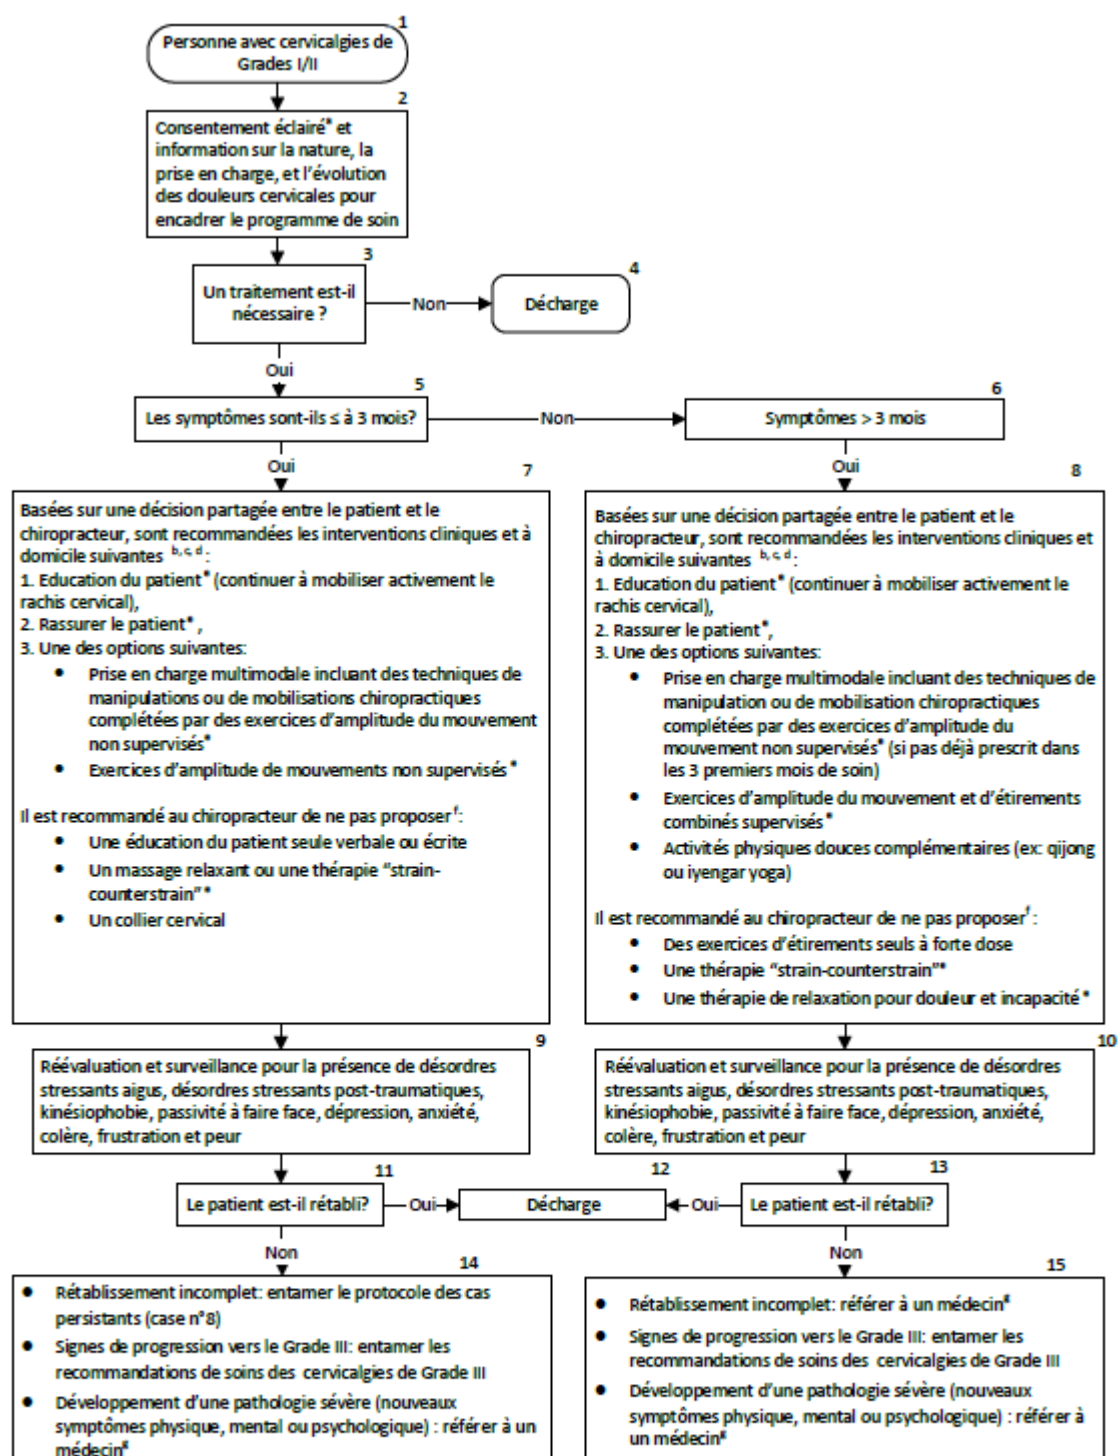 1
Personne avec cervicalgies de
Grades I/II
2
Consentement éclairé* et
information sur la nature, la
prise en charge, et l'évolution
des douleurs cervicales pour
encadrer le programme de soin
3
Un traitement est-il
nécessaire ?
Non
4
Décharge
Oui
5
Les symptômes sont-ils ≤ à 3 mois?
Non
6
Symptômes > 3 mois
Oui
7
Basées sur une décision partagée entre le patient et le
chiropracteur, sont recommandées les interventions cliniques et à
domicile suivantes b, c, d :
1. Education du patient* (continuer à mobiliser activement le
rachis cervical),
2. Rassurer le patient* ,
3. Une des options suivantes:
• Prise en charge multimodale incluant des techniques de
manipulations ou de mobilisations chiropractiques
complétées par des exercices d'amplitude du mouvement
non supervisés*
• Exercices d'amplitude de mouvements non supervisés *
Il est recommandé au chiropracteur de ne pas proposer f :
• Une éducation du patient seule verbale ou écrite
• Un massage relaxant ou une thérapie "strain-
counterstrain" *
• Un collier cervical
Oui
8
Basées sur une décision partagée entre le patient et le
chiropracteur, sont recommandées les interventions cliniques et
à domicile suivantes b, c, d :
1. Education du patient* (continuer à mobiliser activement le
rachis cervical),
2. Rassurer le patient*,
3. Une des options suivantes:
• Prise en charge multimodale incluant des techniques de
manipulation ou de mobilisation chiropractiques
complétées par des exercices d'amplitude du
mouvement non supervisés* (si pas déjà prescrit dans
les 3 premiers mois de soin)
• Exercices d'amplitude du mouvement et d'étirements
combinés supervisés*
• Activités physiques douces complémentaires (ex: qijong
ou iyengar yoga)
Il est recommandé au chiropracteur de ne pas proposer f :
• Des exercices d'étirements seuls à forte dose
• Une thérapie "strain-counterstrain"*
• Une thérapie de relaxation pour douleur et incapacité *
9
Réévaluation et surveillance pour la présence de désordres
stressants aigus, désordres stressants post-traumatiques,
kinésiophobie, passivité à faire face, dépression, anxiété,
colère, frustration et peur
10
Réévaluation et surveillance pour la présence de désordres
stressants aigus, désordres stressants post-traumatiques,
kinésiophobie, passivité à faire face, dépression, anxiété,
colère, frustration et peur
11
Le patient est-il rétabli?
Oui
12
Décharge
Oui
13
Le patient est-il rétabli?
Non
14
• Rétablissement incomplet: entamer le protocole des cas
persistants (case n°8)
• Signes de progression vers le Grade III: entamer les
recommandations de soins des cervicalgies de Grade III
• Développement d'une pathologie sévère (nouveaux
symptômes physique, mental ou psychologique) : référer à un
médecin g
Non
15
• Rétablissement incomplet: référer à un médecin g
• Signes de progression vers le Grade III: entamer les
recommandations de soins des cervicalgies de Grade III
• Développement d'une pathologie sévère (nouveaux
symptômes physique, mental ou psychologique) : référer à
un médecin g